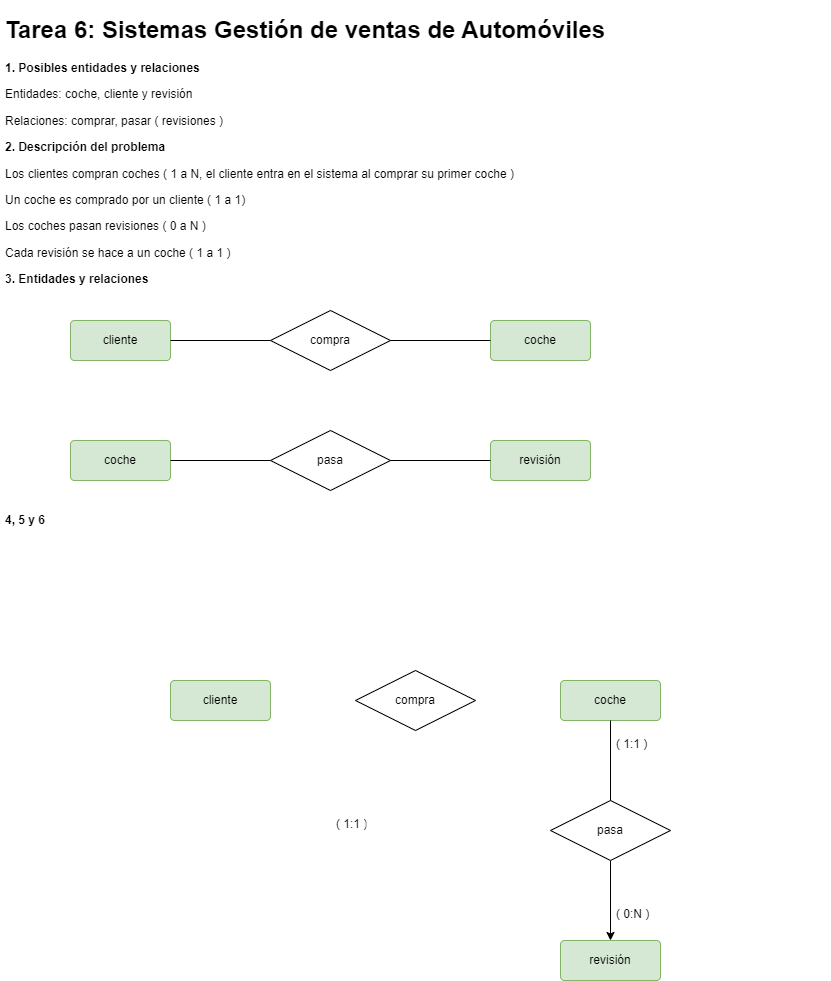 Tarea 6: Sistemas Gestión de ventas de Automóviles
1. Posibles entidades y relaciones
Entidades: coche, cliente y revisión
Relaciones: comprar, pasar ( revisiones )
2. Descripción del problema
Los clientes compran coches ( 1 a N, el cliente entra en el sistema al comprar su primer coche )
Un coche es comprado por un cliente ( 1 a 1)
Los coches pasan revisiones ( 0 a N )
Cada revisión se hace a un coche ( 1 a 1 )
3. Entidades y relaciones
cliente compra coche
coche pasa revisión
4, 5 y 6
cliente compra coche
( 1:1 )
( 1:1 )
pasa
( 0:N )
revisión